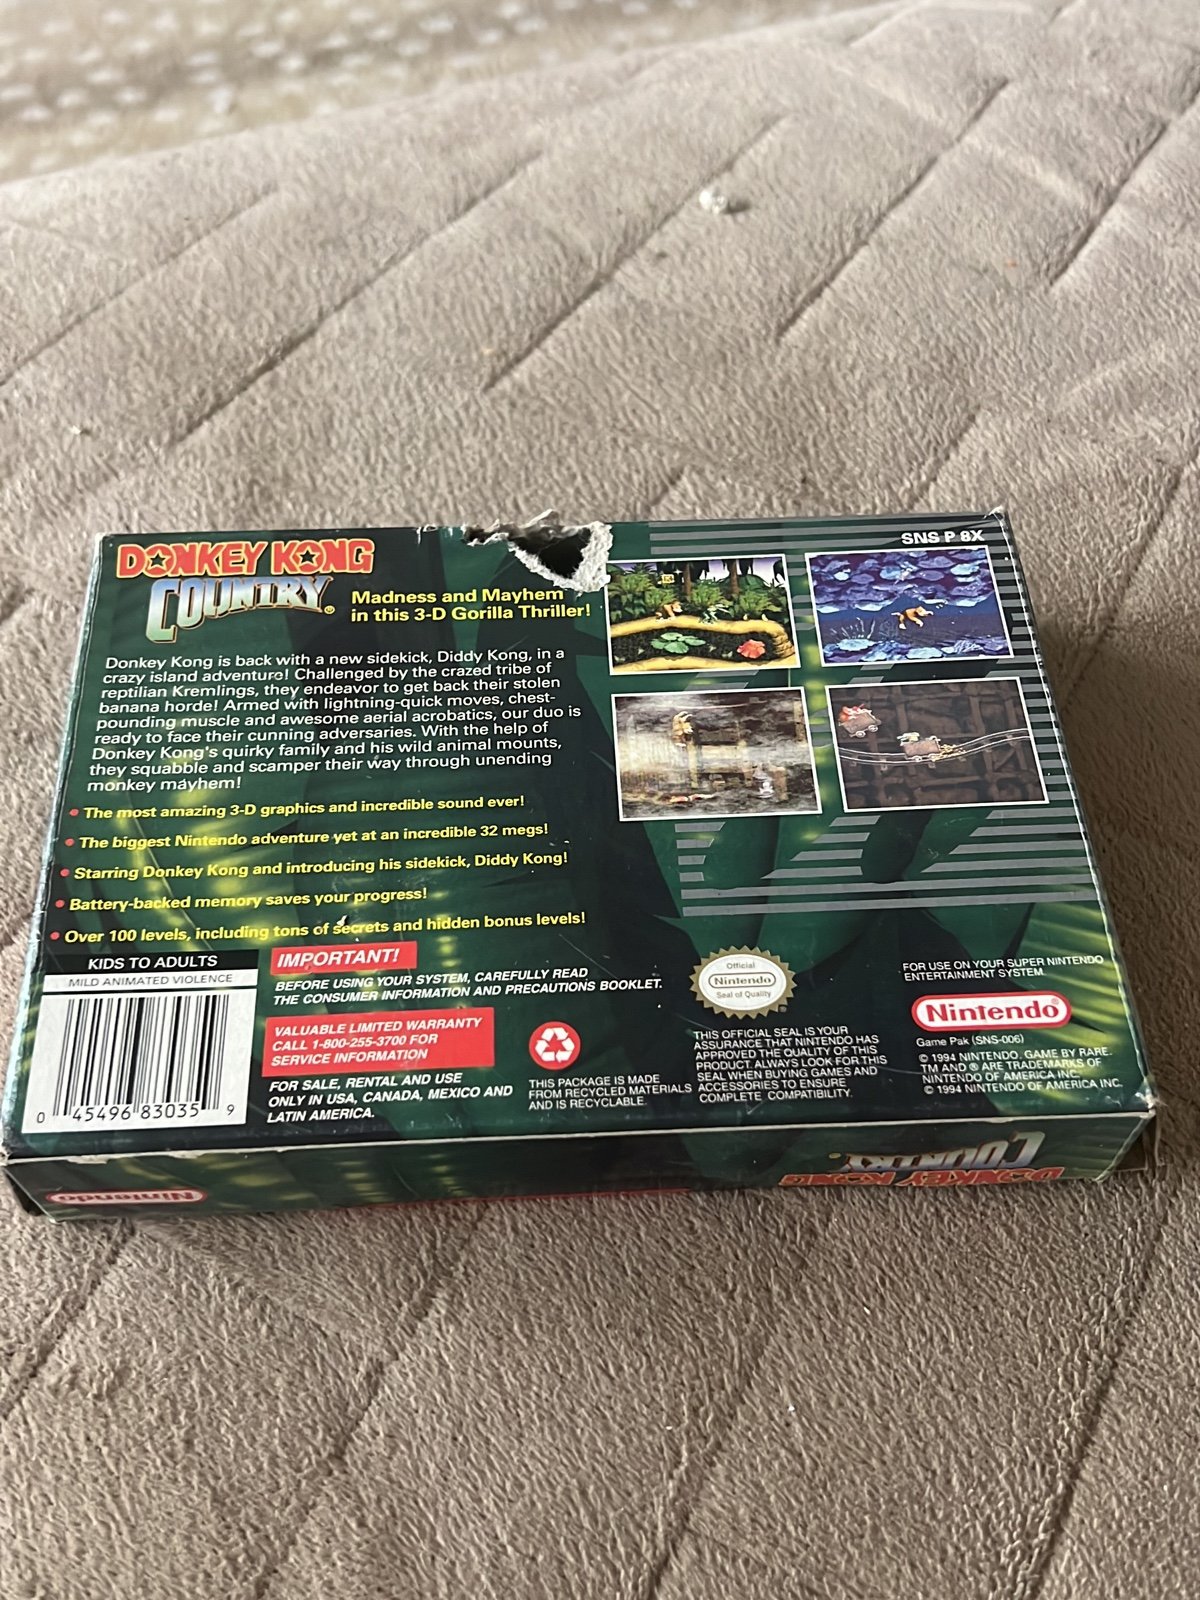 SNS P 8X
DONKEY KONG
COUNTRY®
Madness and Mayhem
in this 3-D Gorilla Thriller!
Donkey Kong is back with a new sidekick, Diddy Kong, in a
crazy island adventure! Challenged by the crazed tribe of
reptilian Kremlings, they endeavor to get back their stolen
banana horde! Armed with lightning-quick moves, chest-
pounding muscle and awesome aerial acrobatics, our duo is
ready to face their cunning adversaries. With the help of
Donkey Kong's quirky family and his wild animal mounts,
they squabble and scamper their way through unending
monkey mayhem!
• The most amazing 3-D graphics and incredible sound ever!
• The biggest Nintendo adventure yet at an incredible 32 megs!
• Starring Donkey Kong and introducing his sidekick, Diddy Kong!
• Battery-backed memory saves your progress!
• Over 100 levels, including tons of secrets and hidden bonus levels!
KIDS TO ADULTS
MILD ANIMATED VIOLENCE
0 45496 83035 9
IMPORTANT!
BEFORE USING YOUR SYSTEM, CAREFULLY READ
THE CONSUMER INFORMATION AND PRECAUTIONS BOOKLET.
VALUABLE LIMITED WARRANTY
CALL 1-800-255-3700 FOR
SERVICE INFORMATION
FOR SALE, RENTAL AND USE
ONLY IN USA, CANADA, MEXICO AND
LATIN AMERICA.
THIS PACKAGE IS MADE
FROM RECYCLED MATERIALS
AND IS RECYCLABLE.
Official
Nintendo
Seal of Quality
®
THIS OFFICIAL SEAL IS YOUR
ASSURANCE THAT NINTENDO HAS
APPROVED THE QUALITY OF THIS
PRODUCT. ALWAYS LOOK FOR THIS
SEAL WHEN BUYING GAMES AND
ACCESSORIES TO ENSURE
COMPLETE COMPATIBILITY.
FOR USE ON YOUR SUPER NINTENDO
ENTERTAINMENT SYSTEM.
Nintendo®
Game Pak (SNS-006)
© 1994 NINTENDO. GAME BY RARE.
TM AND ® ARE TRADEMARKS OF
NINTENDO OF AMERICA INC.
© 1994 NINTENDO OF AMERICA INC.
Nintendo
DONKEY KONG
COUNTRY